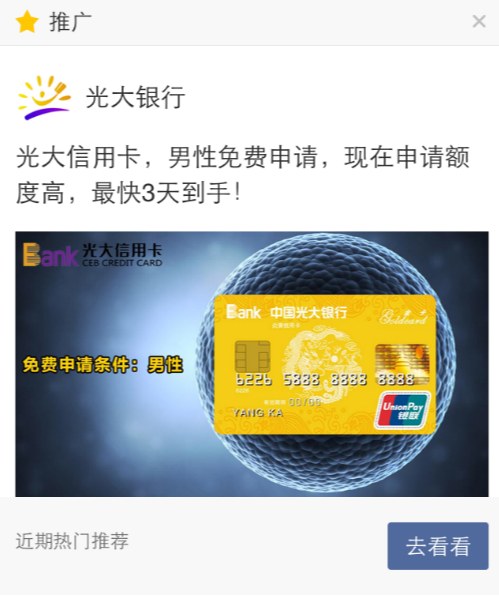 推广
光大银行
光大信用卡，男性免费申请，现在申请额
度高，最快3天到手！
Bank 光大信用卡
CEB CREDIT CARD
Bank 中国光大银行
Goldcard
免费申请条件：男性
6226 5888 8888 8888
YANG KA
UnionPay
银联
近期热门推荐
去看看